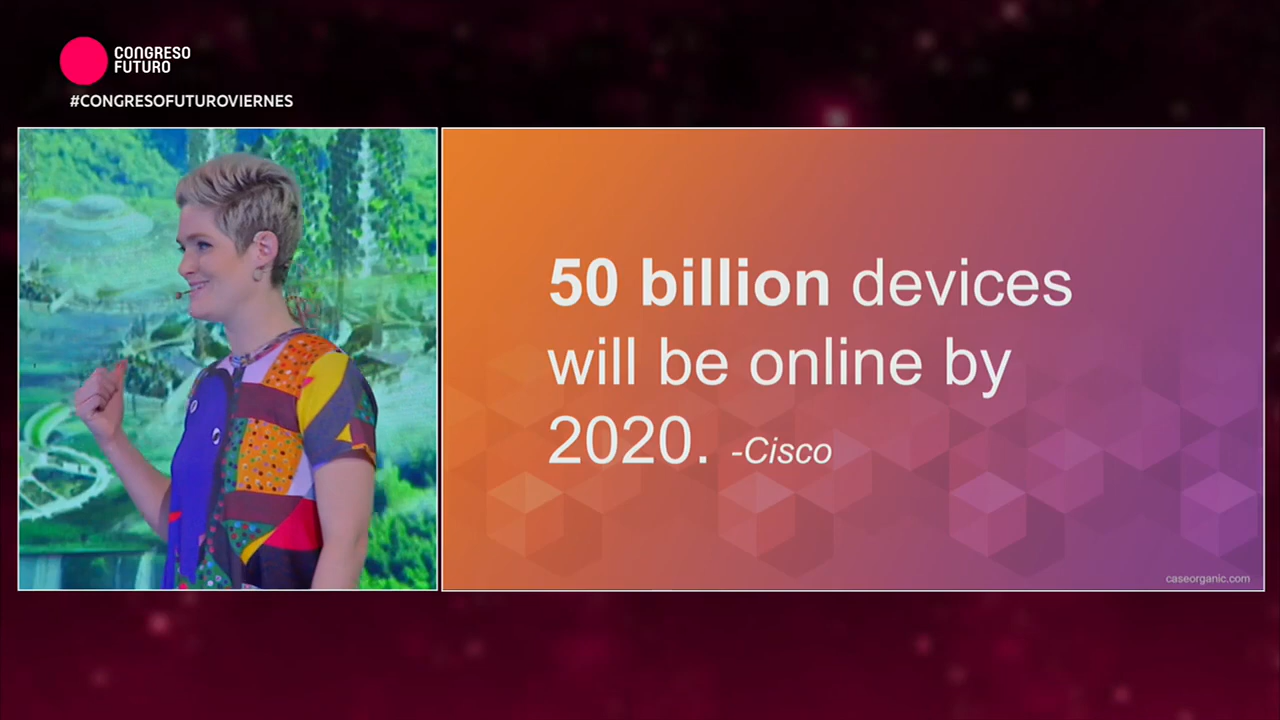 CONGRESO
FUTURO
#CONGRESOFUTUROVIERNES
50 billion devices
will be online by
2020. -Cisco
caseorganic.com